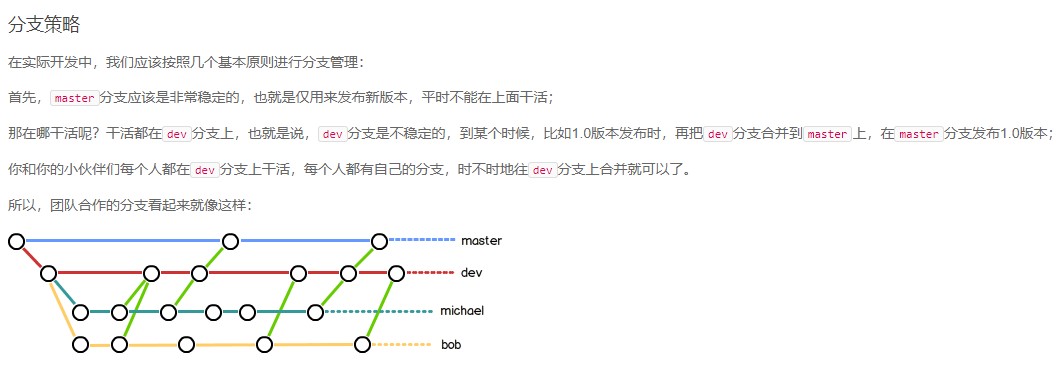 分支策略
在实际开发中，我们应该按照几个基本原则进行分支管理：
首先，master分支应该是非常稳定的，也就是仅用来发布新版本，平时不能在上面干活；
那在哪干活呢？干活都在dev分支上，也就是说，dev分支是不稳定的，到某个时候，比如1.0版本发布时，再把dev分支合并到master上，在master分支发布1.0版本；
你和你的小伙伴们每个人都在dev分支上干活，每个人都有自己的分支，时不时地往dev分支上合并就可以了。
所以，团队合作的分支看起来就像这样：
master
dev
michael
bob